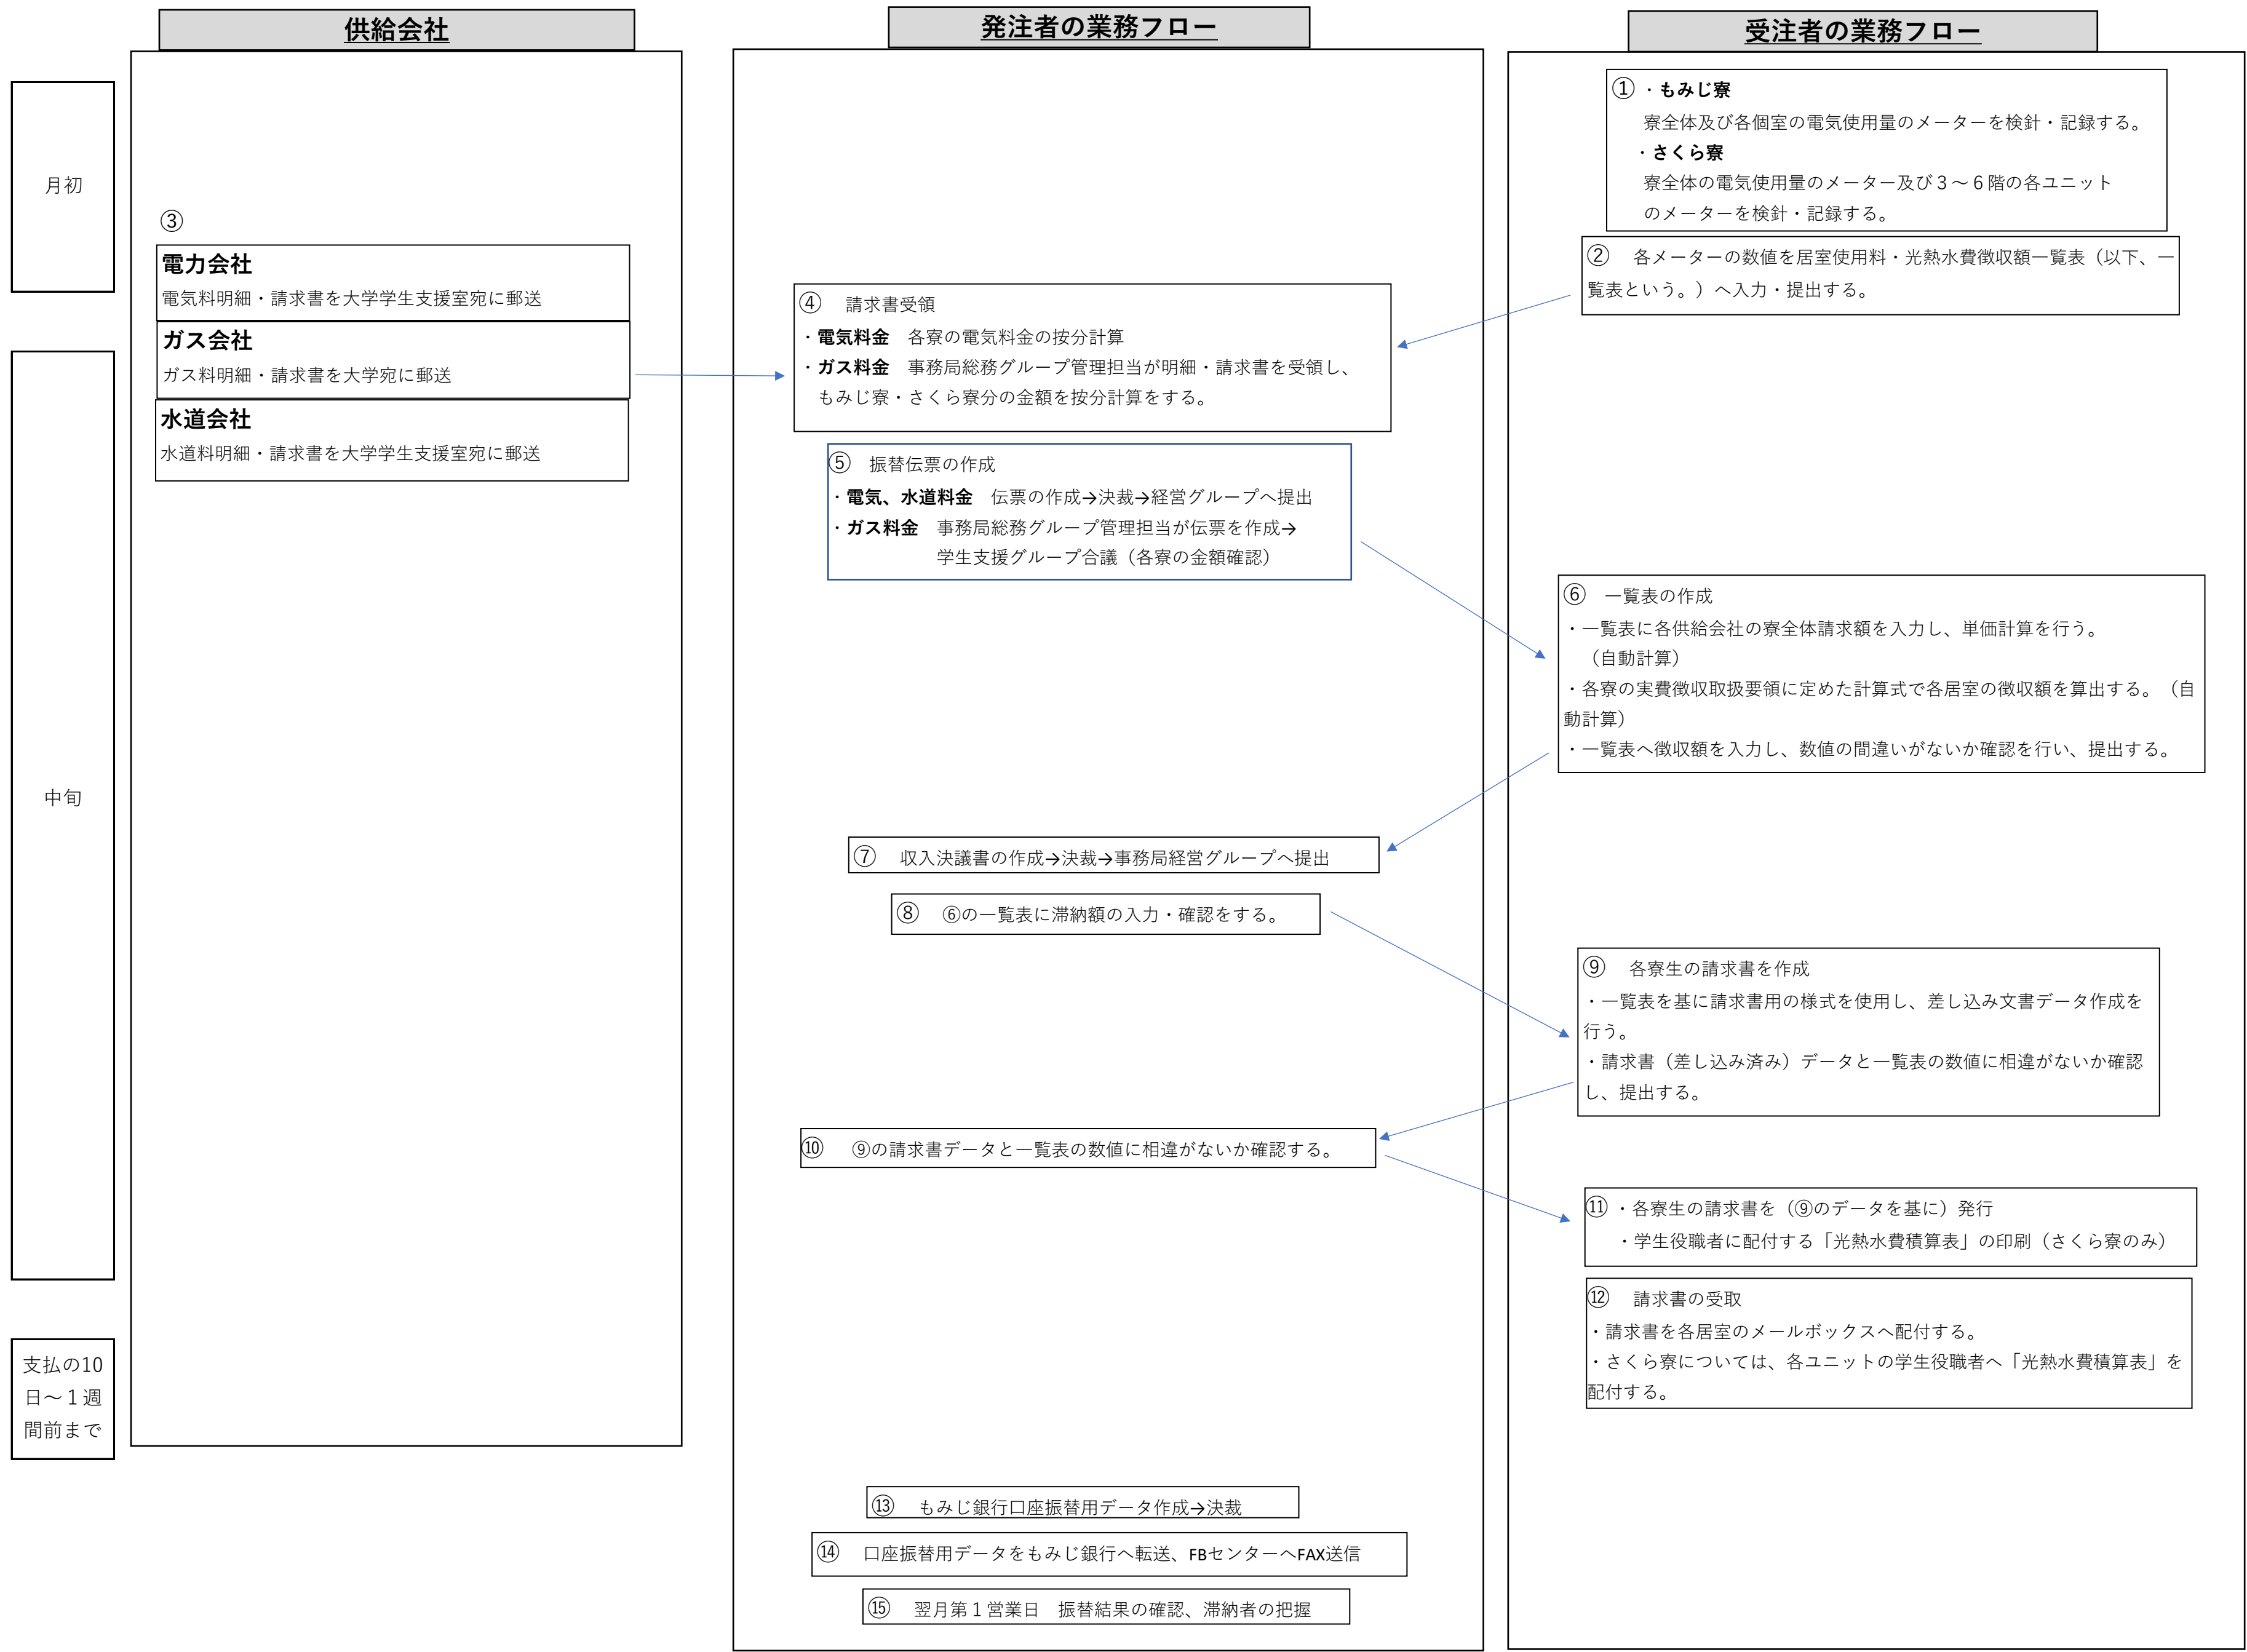 供給会社
発注者の業務フロー
受注者の業務フロー
月初
中旬
支払の10
日～１週
間前まで
③
電力会社
電気料明細・請求書を大学学生支援室宛に郵送
ガス会社
ガス料明細・請求書を大学宛に郵送
水道会社
水道料明細・請求書を大学学生支援室宛に郵送
① ・もみじ寮
寮全体及び各個室の電気使用量のメーターを検針・記録する。
・さくら寮
寮全体の電気使用量のメーター及び３～６階の各ユニット
のメーターを検針・記録する。
②　各メーターの数値を居室使用料・光熱水費徴収額一覧表（以下、一
覧表という。）へ入力・提出する。
④　請求書受領
・電気料金　各寮の電気料金の按分計算
・ガス料金　事務局総務グループ管理担当が明細・請求書を受領し、
もみじ寮・さくら寮分の金額を按分計算をする。
⑤　振替伝票の作成
・電気、水道料金　伝票の作成→決裁→経営グループへ提出
・ガス料金　事務局総務グループ管理担当が伝票を作成→
学生支援グループ合議（各寮の金額確認）
⑥　一覧表の作成
・一覧表に各供給会社の寮全体請求額を入力し、単価計算を行う。
（自動計算）
・各寮の実費徴収取扱要領に定めた計算式で各居室の徴収額を算出する。（自
動計算）
・一覧表へ徴収額を入力し、数値の間違いがないか確認を行い、提出する。
⑦　収入決議書の作成→決裁→事務局経営グループへ提出
⑧　⑥の一覧表に滞納額の入力・確認をする。
⑨　各寮生の請求書を作成
・一覧表を基に請求書用の様式を使用し、差し込み文書データ作成を
行う。
・請求書（差し込み済み）データと一覧表の数値に相違がないか確認
し、提出する。
⑩　⑨の請求書データと一覧表の数値に相違がないか確認する。
⑪ ・各寮生の請求書を（⑨のデータを基に）発行
・学生役職者に配付する「光熱水費積算表」の印刷（さくら寮のみ）
⑫　請求書の受取
・請求書を各居室のメールボックスへ配付する。
・さくら寮については、各ユニットの学生役職者へ「光熱水費積算表」を
配付する。
⑬　もみじ銀行口座振替用データ作成→決裁
⑭　口座振替用データをもみじ銀行へ転送、FBセンターへFAX送信
⑮　翌月第１営業日　振替結果の確認、滞納者の把握